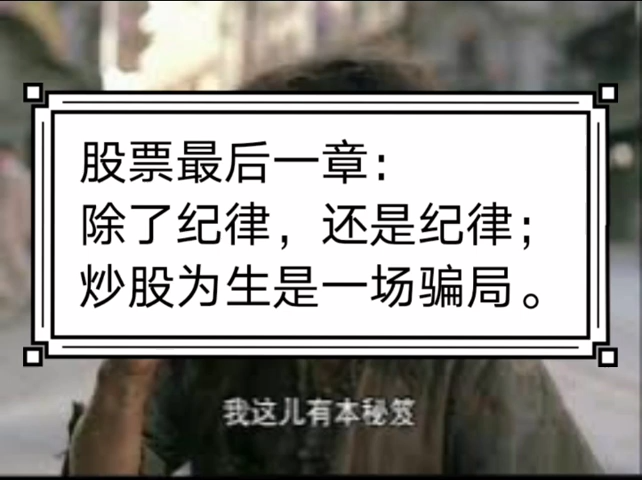 股票最后一章：
除了纪律，还是纪律；
炒股为生是一场骗局。
我这儿有本秘笈